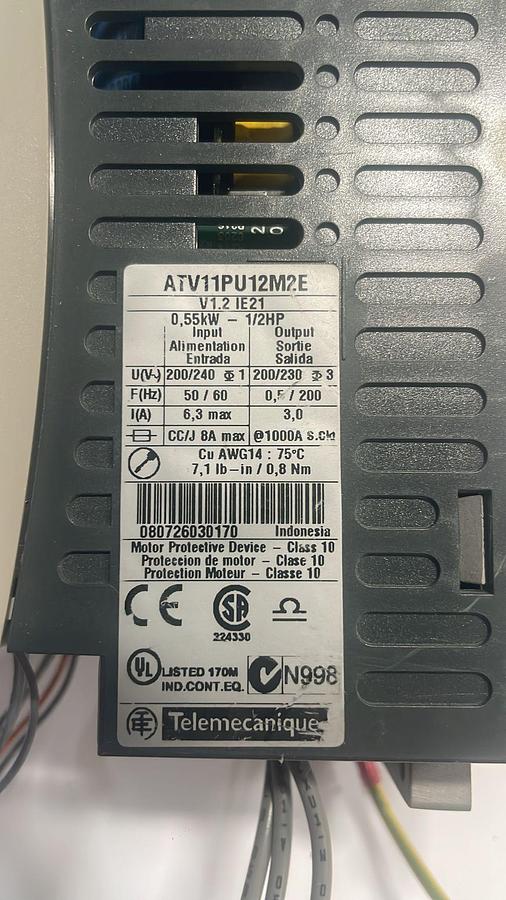 ATV11PU12M2E
V1.2 IE21
0,55kW – 1/2HP
Input Output
Alimentation Sortie
Entrada Salida
U(V~) 200/240 Φ 1 200/230 Φ 3
F(Hz) 50 / 60 0,5 / 200
I(A) 6,3 max 3,0
CC/J 8A max @1000A S.Ckt
Cu AWG14 : 75°C
7,1 lb–in / 0,8 Nm
080726030170 Indonesia
Motor Protective Device – Class 10
Proteccion de motor – Clase 10
Protection Moteur – Classe 10
CE SA
224330
UL LISTED 170M N998
IND.CONT.EQ.
Telemecanique